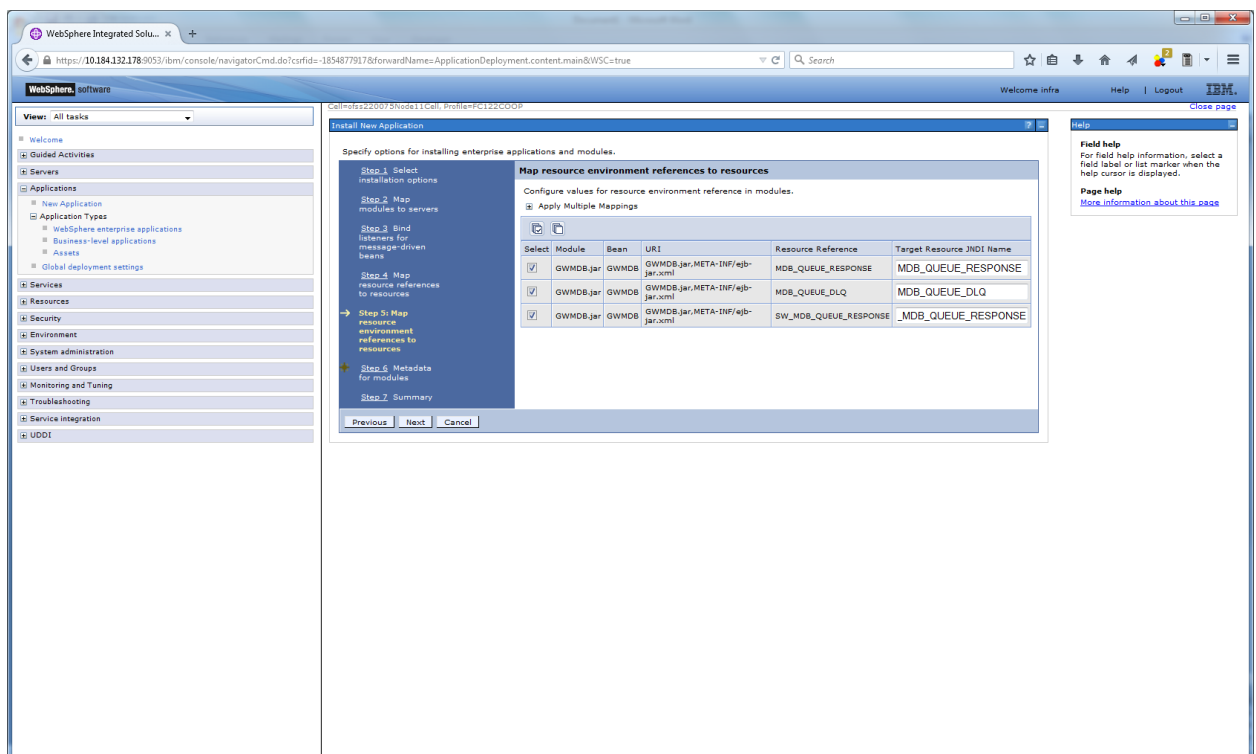 WebSphere Integrated Solu... × +
https://10.184.132.178:9053/ibm/console/navigatorCmd.do?csrfid=-1854877917&forwardName=ApplicationDeployment.content.main&WSC=true
Search
2
WebSphere. software
Welcome infra
Help | Logout
IBM.
View: All tasks
Welcome
Guided Activities
Servers
Applications
New Application
Application Types
WebSphere enterprise applications
Business-level applications
Assets
Global deployment settings
Services
Resources
Security
Environment
System administration
Users and Groups
Monitoring and Tuning
Troubleshooting
Service integration
UDDI
Cell=ofss220075Node11Cell, Profile=FC122COOP
Close page
Install New Application
Specify options for installing enterprise applications and modules.
Step 1 Select
installation options
Step 2 Map
modules to servers
Step 3 Bind
listeners for
message-driven
beans
Step 4 Map
resource references
to resources
Step 5: Map
resource
environment
references to
resources
Step 6 Metadata
for modules
Step 7 Summary
Map resource environment references to resources
Configure values for resource environment reference in modules.
Apply Multiple Mappings
Select Module Bean URI Resource Reference Target Resource JNDI Name
GWMDB.jar GWMDB GWMDB.jar,META-INF/ejb-jar.xml MDB_QUEUE_RESPONSE MDB_QUEUE_RESPONSE
GWMDB.jar GWMDB GWMDB.jar,META-INF/ejb-jar.xml MDB_QUEUE_DLQ MDB_QUEUE_DLQ
GWMDB.jar GWMDB GWMDB.jar,META-INF/ejb-jar.xml SW_MDB_QUEUE_RESPONSE _MDB_QUEUE_RESPONSE
Previous Next Cancel
Help
Field help
For field help information, select a
field label or list marker when the
help cursor is displayed.
Page help
More information about this page